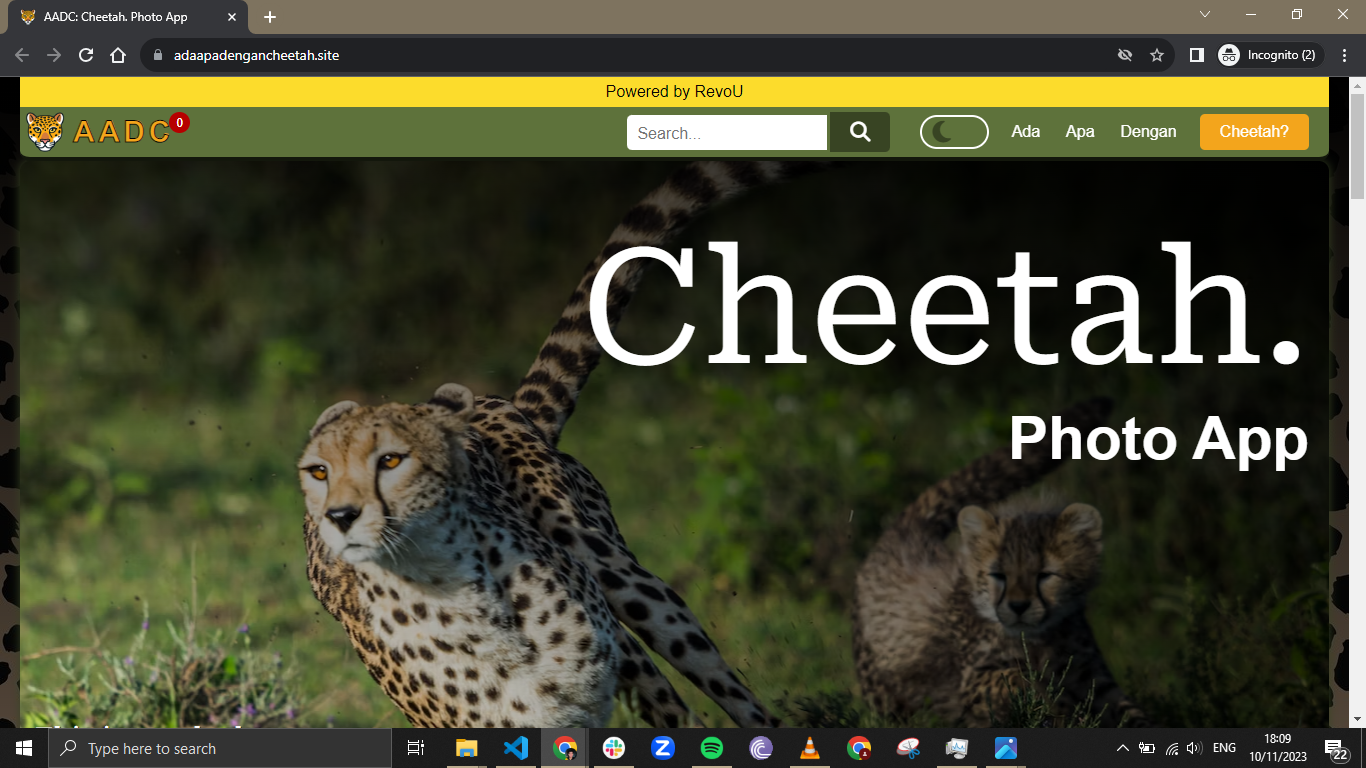 AADC: Cheetah. Photo App
adaapadengancheetah.site
Incognito (2)
Powered by RevoU
AADC
0
Search...
Ada
Apa
Dengan
Cheetah?
Cheetah.
Photo App
Type here to search
ENG
18:09
10/11/2023
22